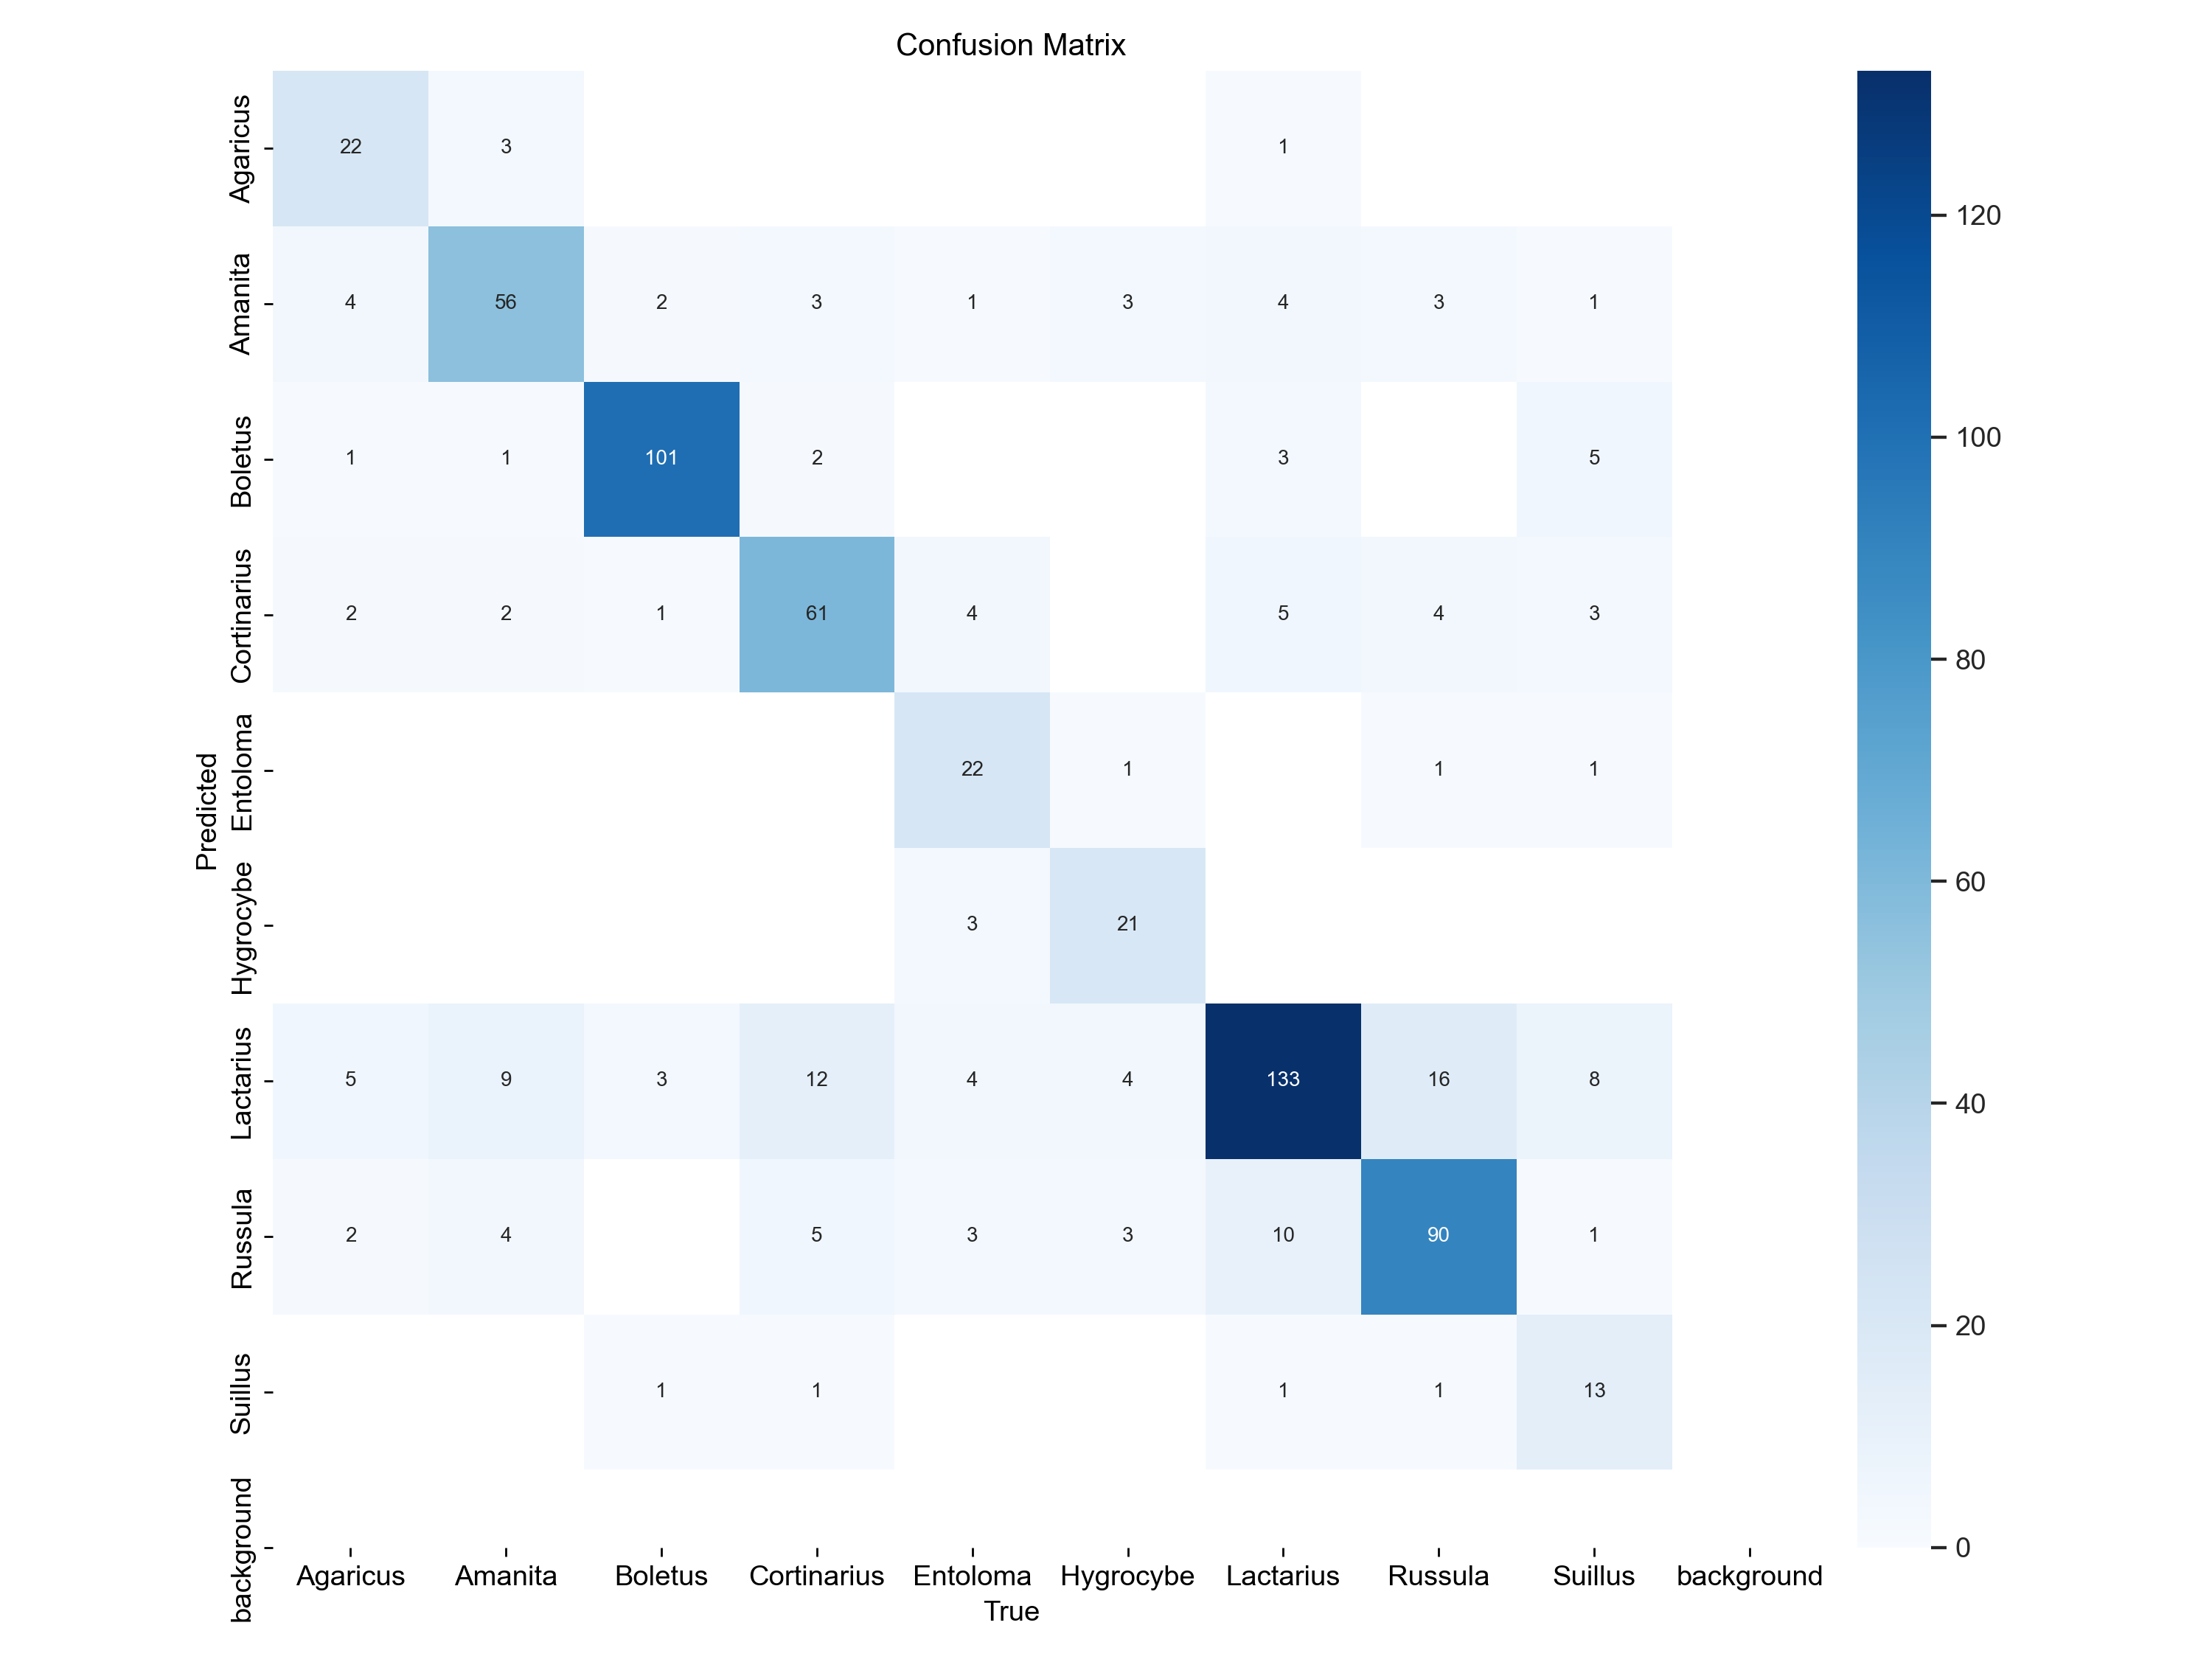 Confusion Matrix
Agaricus 22 3 1
Amanita 4 56 2 3 1 3 4 3 1
Boletus 1 1 101 2 3 5
Cortinarius 2 2 1 61 4 5 4 3
Entoloma 22 1 1 1
Hygrocybe 3 21
Lactarius 5 9 3 12 4 4 133 16 8
Russula 2 4 5 3 3 10 90 1
Suillus 1 1 1 1 13
background
Predicted
Agaricus Amanita Boletus Cortinarius Entoloma Hygrocybe Lactarius Russula Suillus background
True
120
100
80
60
40
20
0